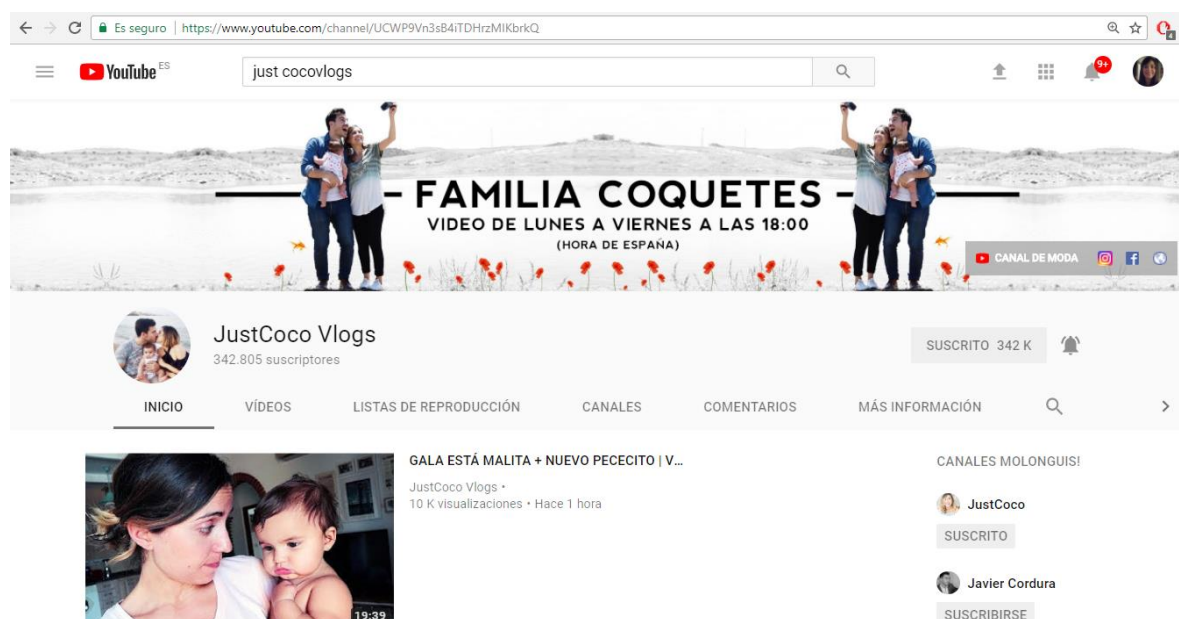 Es seguro | https://www.youtube.com/channel/UCWP9Vn3sB4iTDHrzMIKbrkQ
YouTube ES
just cocovlogs
9+
FAMILIA COQUETES
VIDEO DE LUNES A VIERNES A LAS 18:00
(HORA DE ESPAÑA)
CANAL DE MODA
JustCoco Vlogs
342.805 suscriptores
SUSCRITO 342 K
INICIO VÍDEOS LISTAS DE REPRODUCCIÓN CANALES COMENTARIOS MÁS INFORMACIÓN
GALA ESTÁ MALITA + NUEVO PECECITO | V...
JustCoco Vlogs •
10 K visualizaciones • Hace 1 hora
19:39
CANALES MOLONGUIS!
JustCoco
SUSCRITO
Javier Cordura
SUSCRIBIRSE